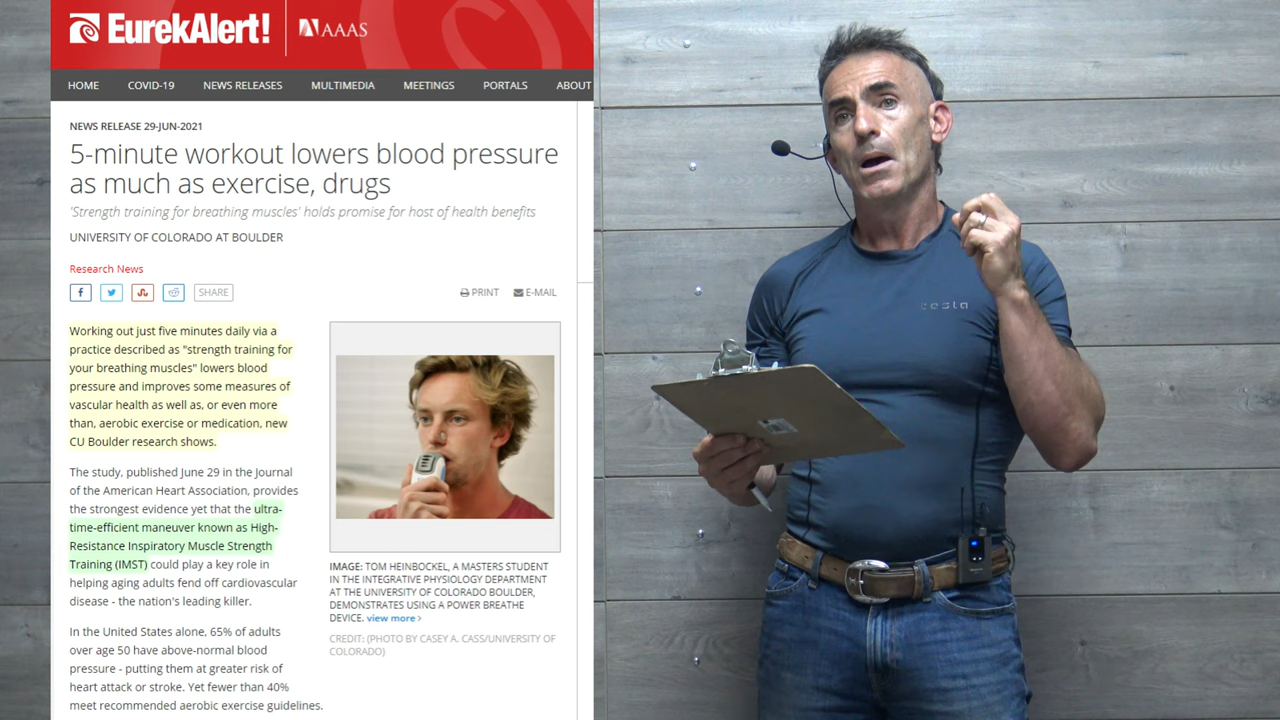 EurekAlert! AAAS
HOME COVID-19 NEWS RELEASES MULTIMEDIA MEETINGS PORTALS ABOUT
NEWS RELEASE 29-JUN-2021
5-minute workout lowers blood pressure
as much as exercise, drugs
'Strength training for breathing muscles' holds promise for host of health benefits
UNIVERSITY OF COLORADO AT BOULDER
Research News
SHARE
PRINT E-MAIL
Working out just five minutes daily via a
practice described as "strength training for
your breathing muscles" lowers blood
pressure and improves some measures of
vascular health as well as, or even more
than, aerobic exercise or medication, new
CU Boulder research shows.
The study, published June 29 in the Journal
of the American Heart Association, provides
the strongest evidence yet that the ultra-
time-efficient maneuver known as High-
Resistance Inspiratory Muscle Strength
Training (IMST) could play a key role in
helping aging adults fend off cardiovascular
disease - the nation's leading killer.
In the United States alone, 65% of adults
over age 50 have above-normal blood
pressure - putting them at greater risk of
heart attack or stroke. Yet fewer than 40%
meet recommended aerobic exercise guidelines.
IMAGE: TOM HEINBOCKEL, A MASTERS STUDENT
IN THE INTEGRATIVE PHYSIOLOGY DEPARTMENT
AT THE UNIVERSITY OF COLORADO BOULDER,
DEMONSTRATES USING A POWER BREATHE
DEVICE. view more >
CREDIT: (PHOTO BY CASEY A. CASS/UNIVERSITY OF
COLORADO)
tesla